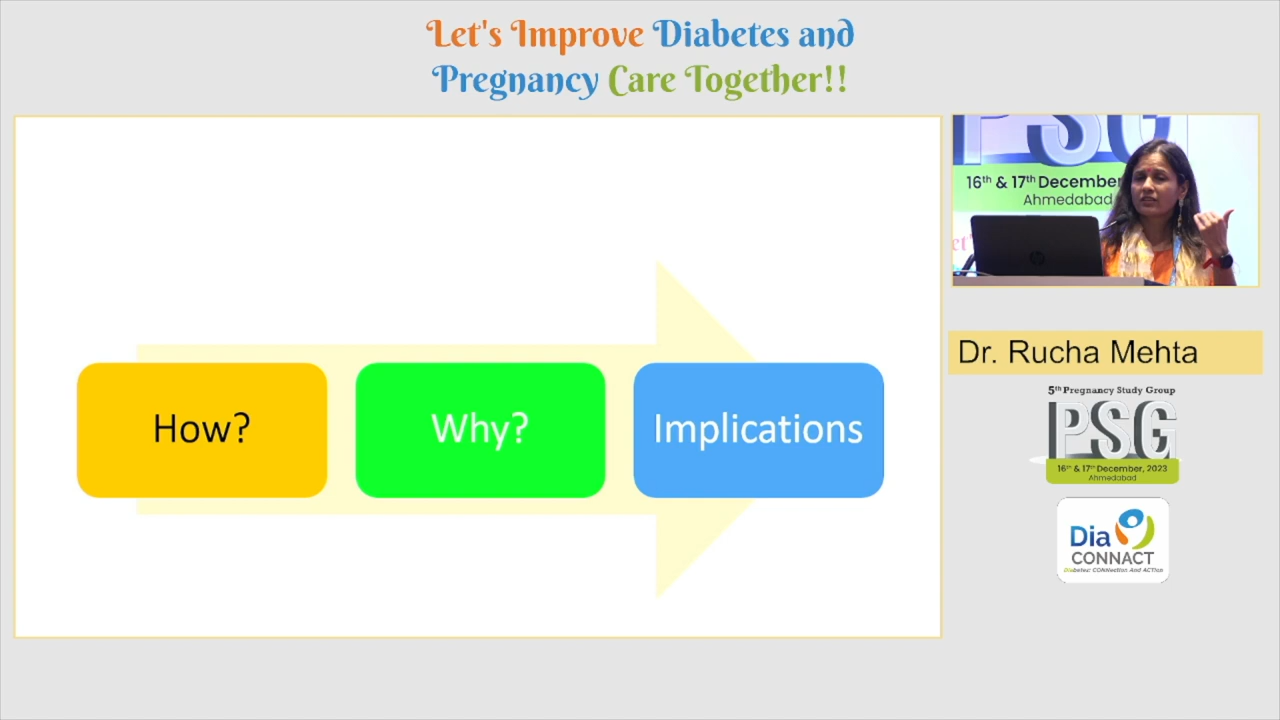 Let's Improve Diabetes and
Pregnancy Care Together!!
How?
Why?
Implications
PSG
16th & 17th December
Ahmedabad
Dr. Rucha Mehta
5th Pregnancy Study Group
PSG
16th & 17th December, 2023
Ahmedabad
Dia
CONNACT
Diabetes: CONNection And ACTion